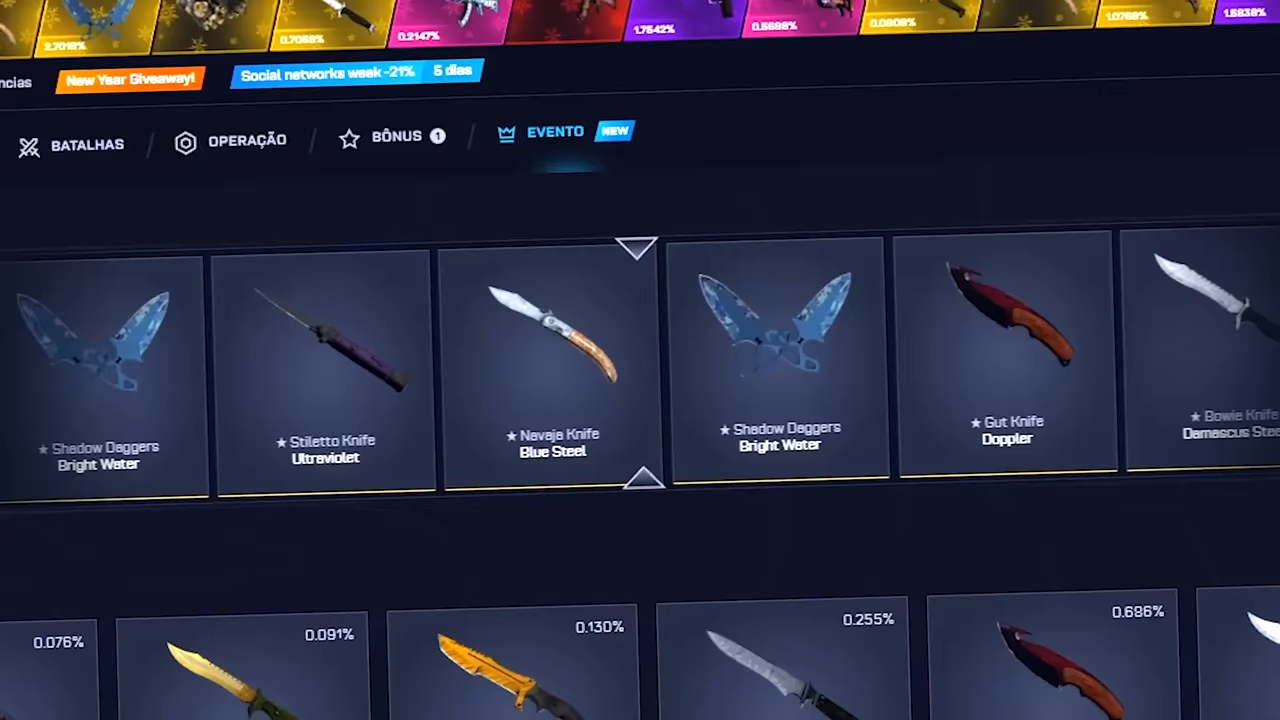 2.7018%
0.7088%
0.2147%
1.7542%
0.5688%
0.0808%
1.0768%
1.5838%
ncias
New Year Giveaway!
Social networks week -21% 5 dias
BATALHAS / OPERAÇÃO / BÔNUS 1 / EVENTO NEW
★ Shadow Daggers
Bright Water
★ Stiletto Knife
Ultraviolet
★ Navaja Knife
Blue Steel
★ Shadow Daggers
Bright Water
★ Gut Knife
Doppler
★ Bowie Knife
Damascus Stee
0.076%
0.091%
0.130%
0.255%
0.686%